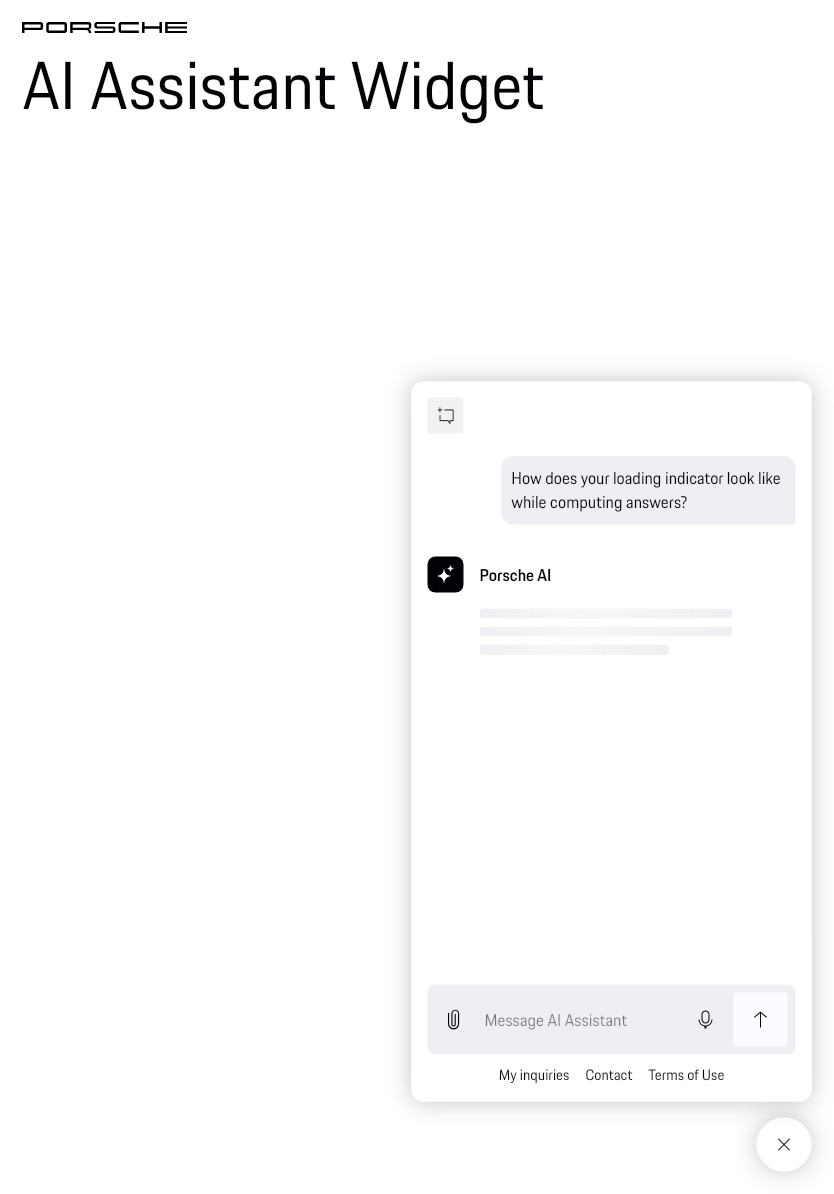 PORSCHE
AI Assistant Widget
How does your loading indicator look like
while computing answers?
Porsche AI
Message AI Assistant
My inquiries Contact Terms of Use